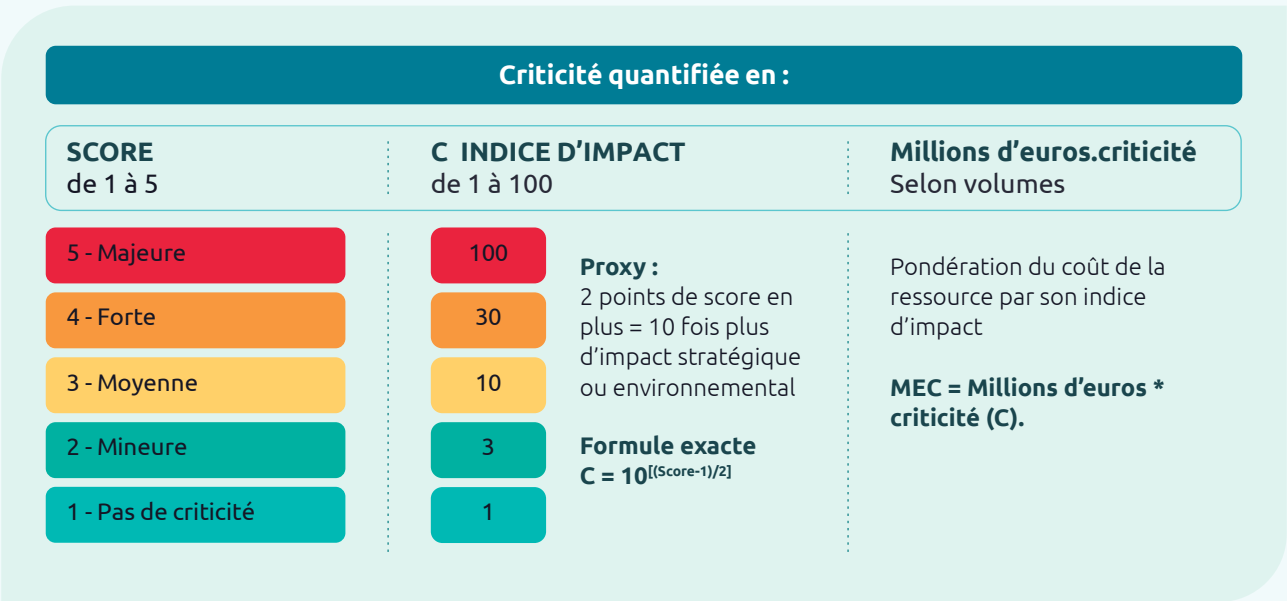 Criticité quantifiée en :
SCORE
de 1 à 5
C INDICE D'IMPACT
de 1 à 100
Millions d'euros.criticité
Selon volumes
5 - Majeure
4 - Forte
3 - Moyenne
2 - Mineure
1 - Pas de criticité
100
30
10
3
1
Proxy :
2 points de score en
plus = 10 fois plus
d'impact stratégique
ou environnemental
Formule exacte
C = 10[(Score-1)/2]
Pondération du coût de la
ressource par son indice
d'impact
MEC = Millions d'euros *
criticité (C).